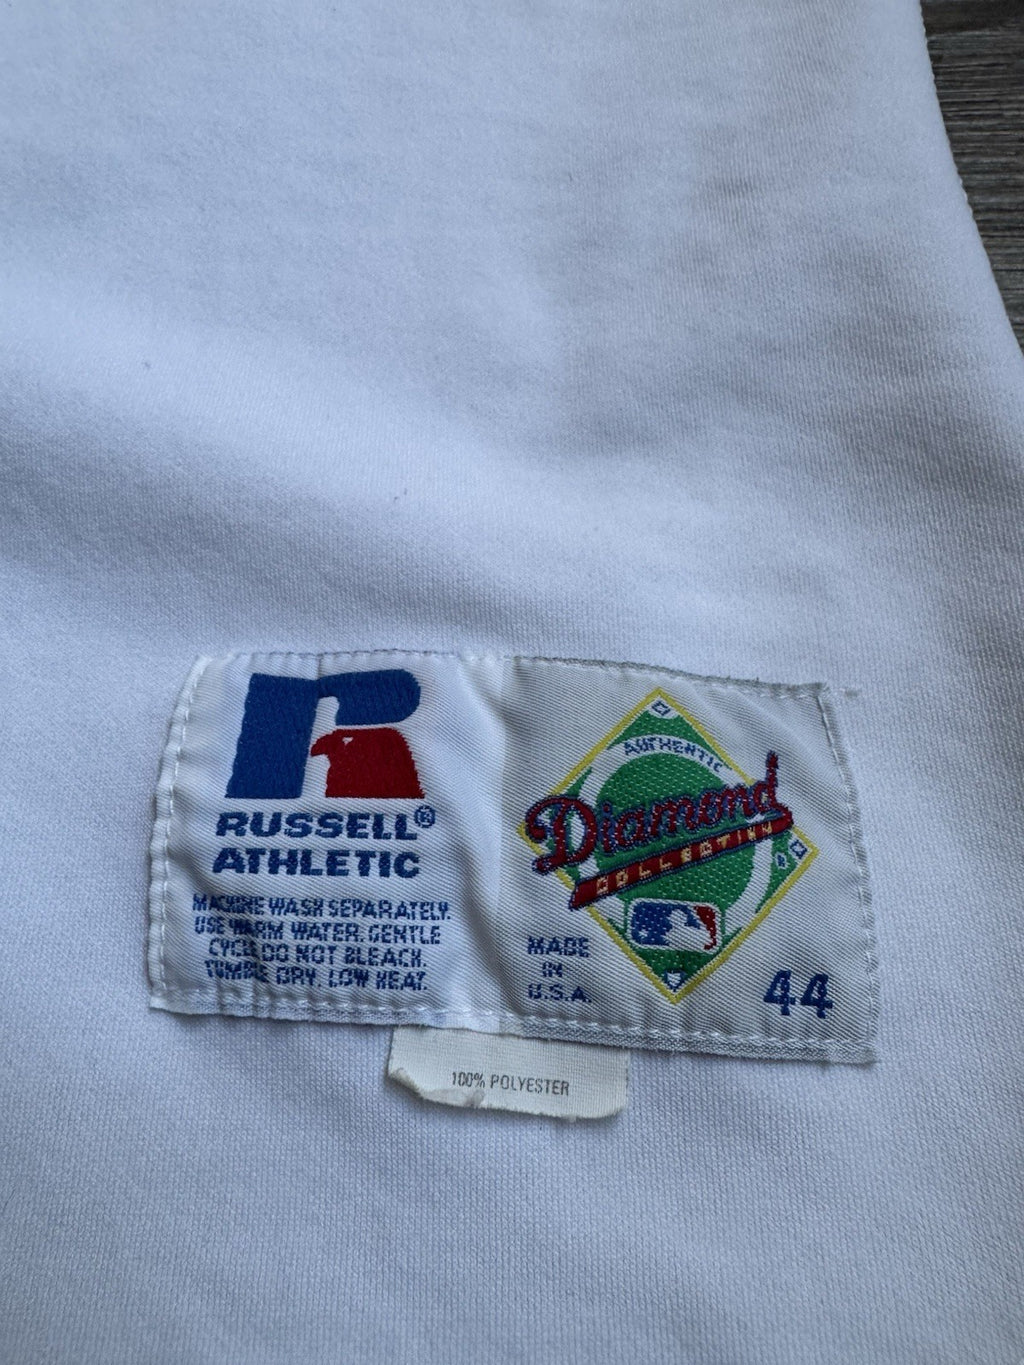 RUSSELL®
ATHLETIC
MACHINE WASH SEPARATELY.
USE WARM WATER. GENTLE
CYCLE DO NOT BLEACH.
TUMBLE DRY. LOW HEAT.
AUTHENTIC
Diamond
COLLECTION
MADE
IN
U.S.A.
44
100% POLYESTER